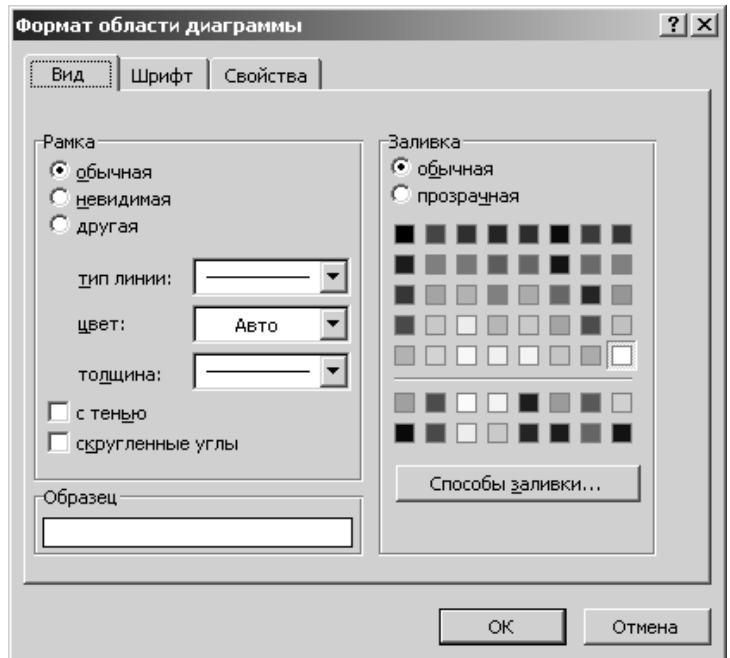 Формат области диаграммы
Вид Шрифт Свойства
Рамка
обычная
невидимая
другая
тип линии:
цвет: Авто
толщина:
с тенью
скругленные углы
Образец
Заливка
обычная
прозрачная
Способы заливки...
ОК Отмена